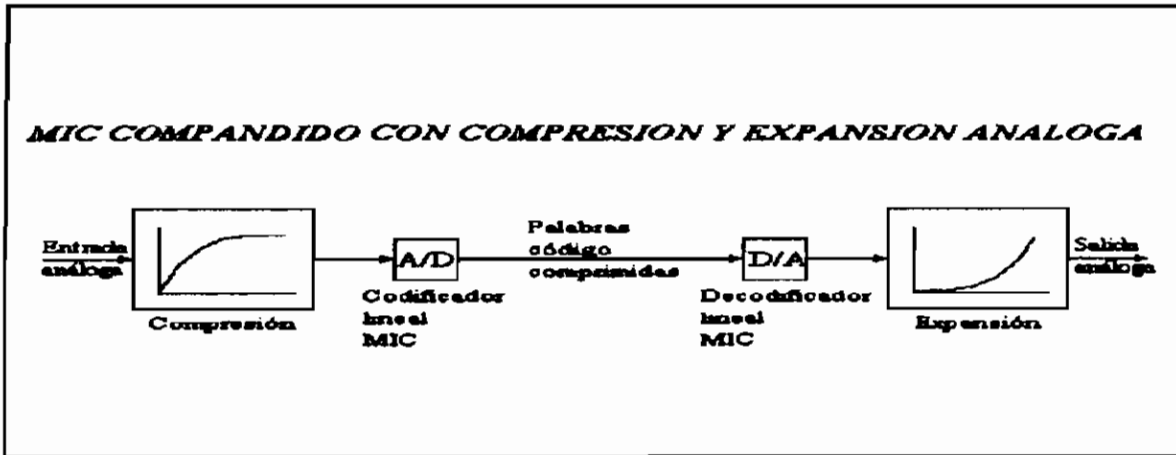 MIC COMPANDIDO CON COMPRESION Y EXPANSION ANALOGA
Entrada
análoga
Compresión
A/D
Codificador
lineal
MIC
Palabras
código
comprimidas
D/A
Decodificador
lineal
MIC
Expansión
Salida
análoga